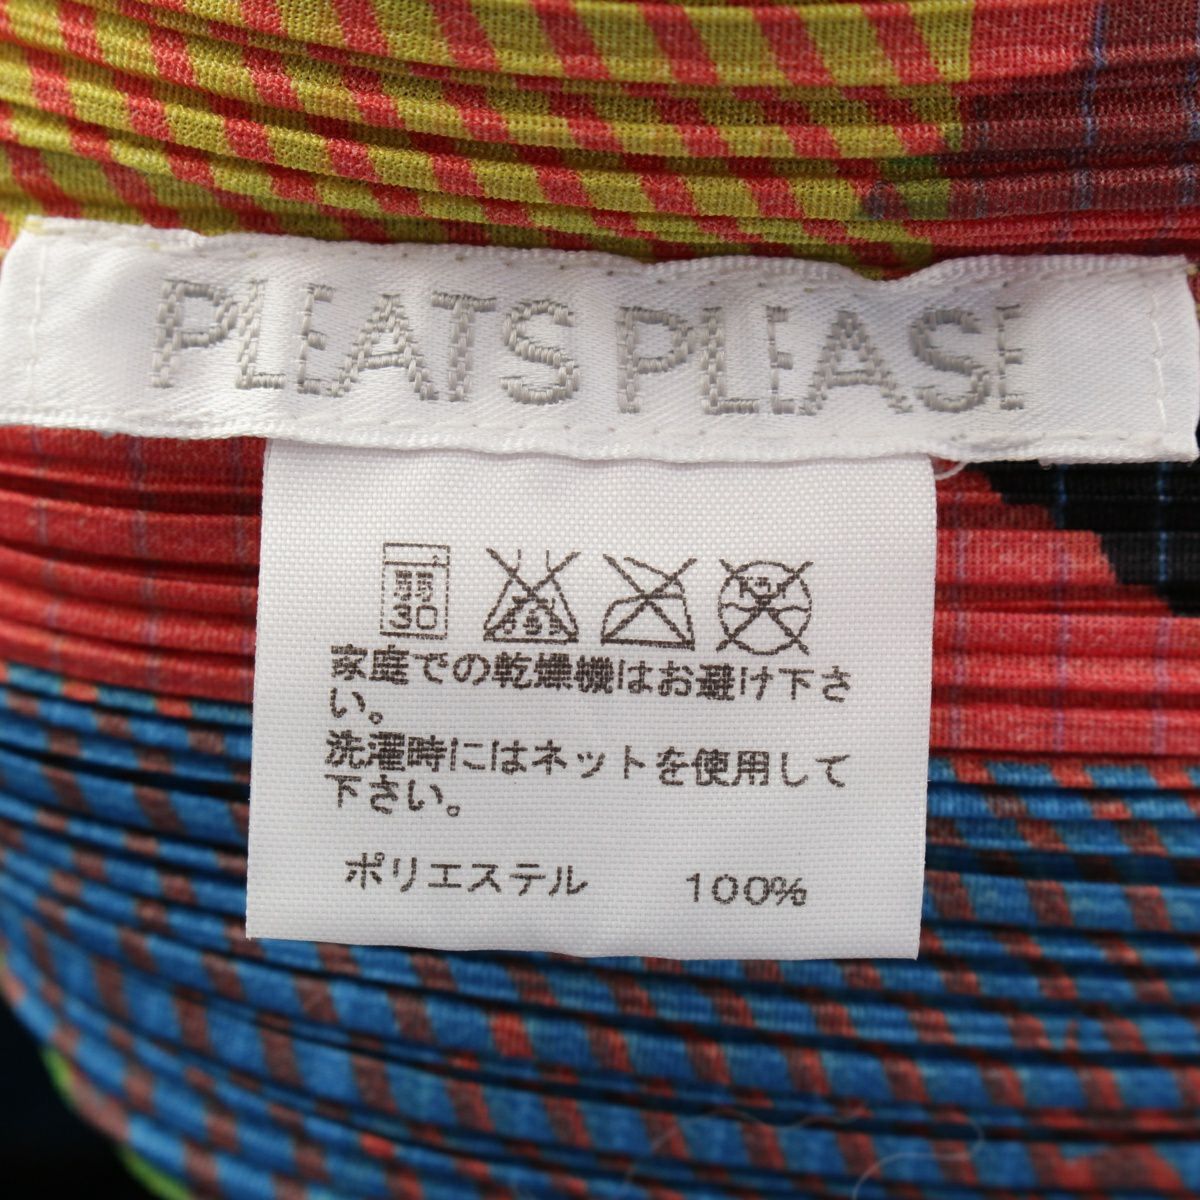 PLEATS PLEASE
弱
30
家庭での乾燥機はお避け下さ
い。
洗濯時にはネットを使用して
下さい。
ポリエステル 100%